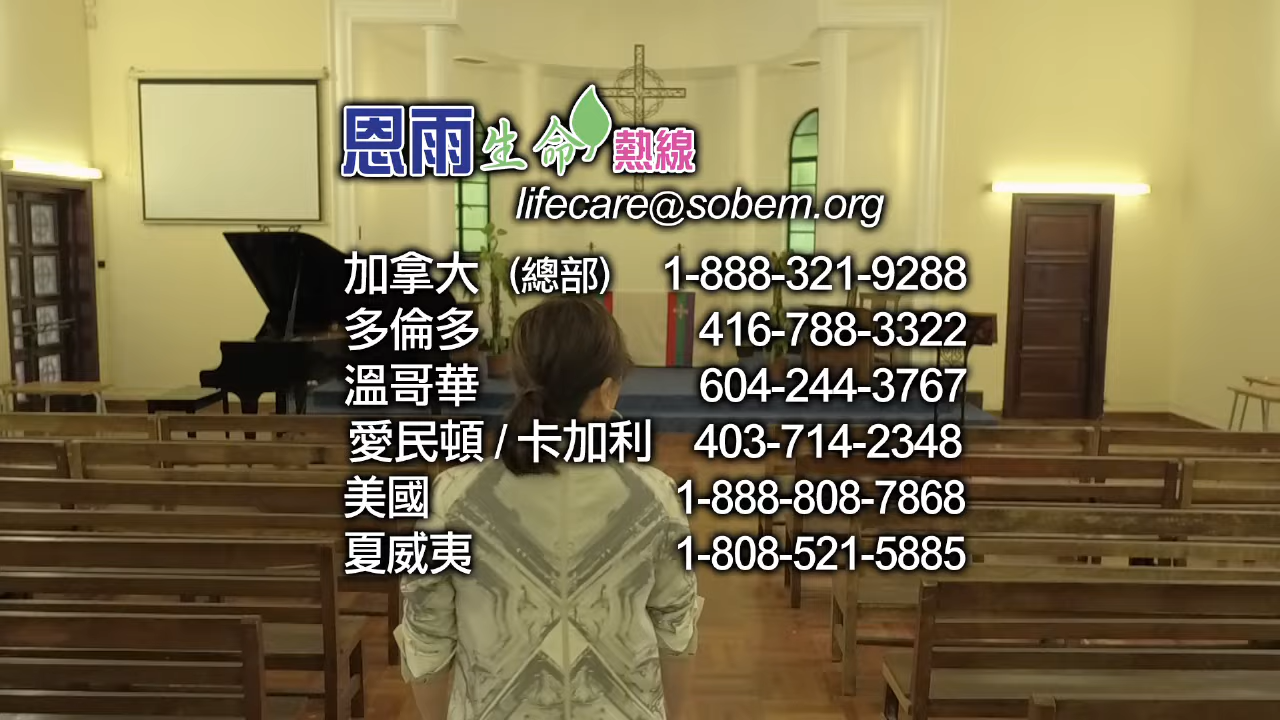 恩雨生命熱線
lifecare@sobem.org
加拿大 (總部) 1-888-321-9288
多倫多 416-788-3322
溫哥華 604-244-3767
愛民頓 / 卡加利 403-714-2348
美國 1-888-808-7868
夏威夷 1-808-521-5885